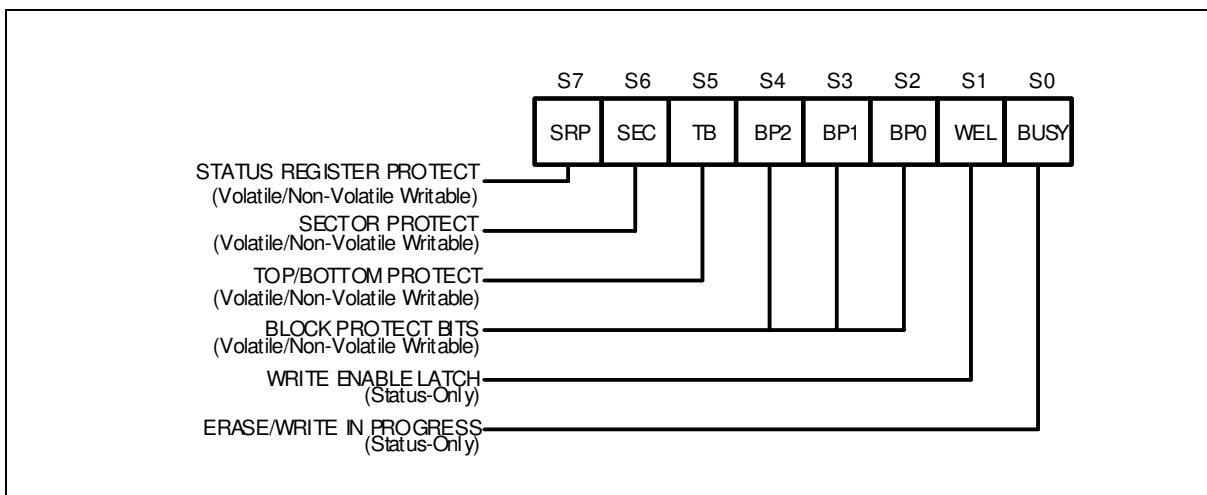 S7 S6 S5 S4 S3 S2 S1 S0
SRP SEC TB BP2 BP1 BP0 WEL BUSY
STATUS REGISTER PROTECT
(Volatile/Non-Volatile Writable)
SECTOR PROTECT
(Volatile/Non-Volatile Writable)
TOP/BOTTOM PROTECT
(Volatile/Non-Volatile Writable)
BLOCK PROTECT BITS
(Volatile/Non-Volatile Writable)
WRITE ENABLE LATCH
(Status-Only)
ERASE/WRITE IN PROGRESS
(Status-Only)